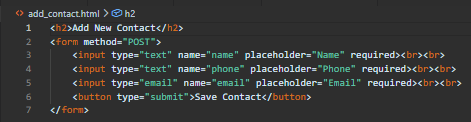 add_contact.html > h2
1 <h2>Add New Contact</h2>
2 <form method="POST">
3 <input type="text" name="name" placeholder="Name" required><br><br>
4 <input type="text" name="phone" placeholder="Phone" required><br><br>
5 <input type="email" name="email" placeholder="Email" required><br><br>
6 <button type="submit">Save Contact</button>
7 </form>